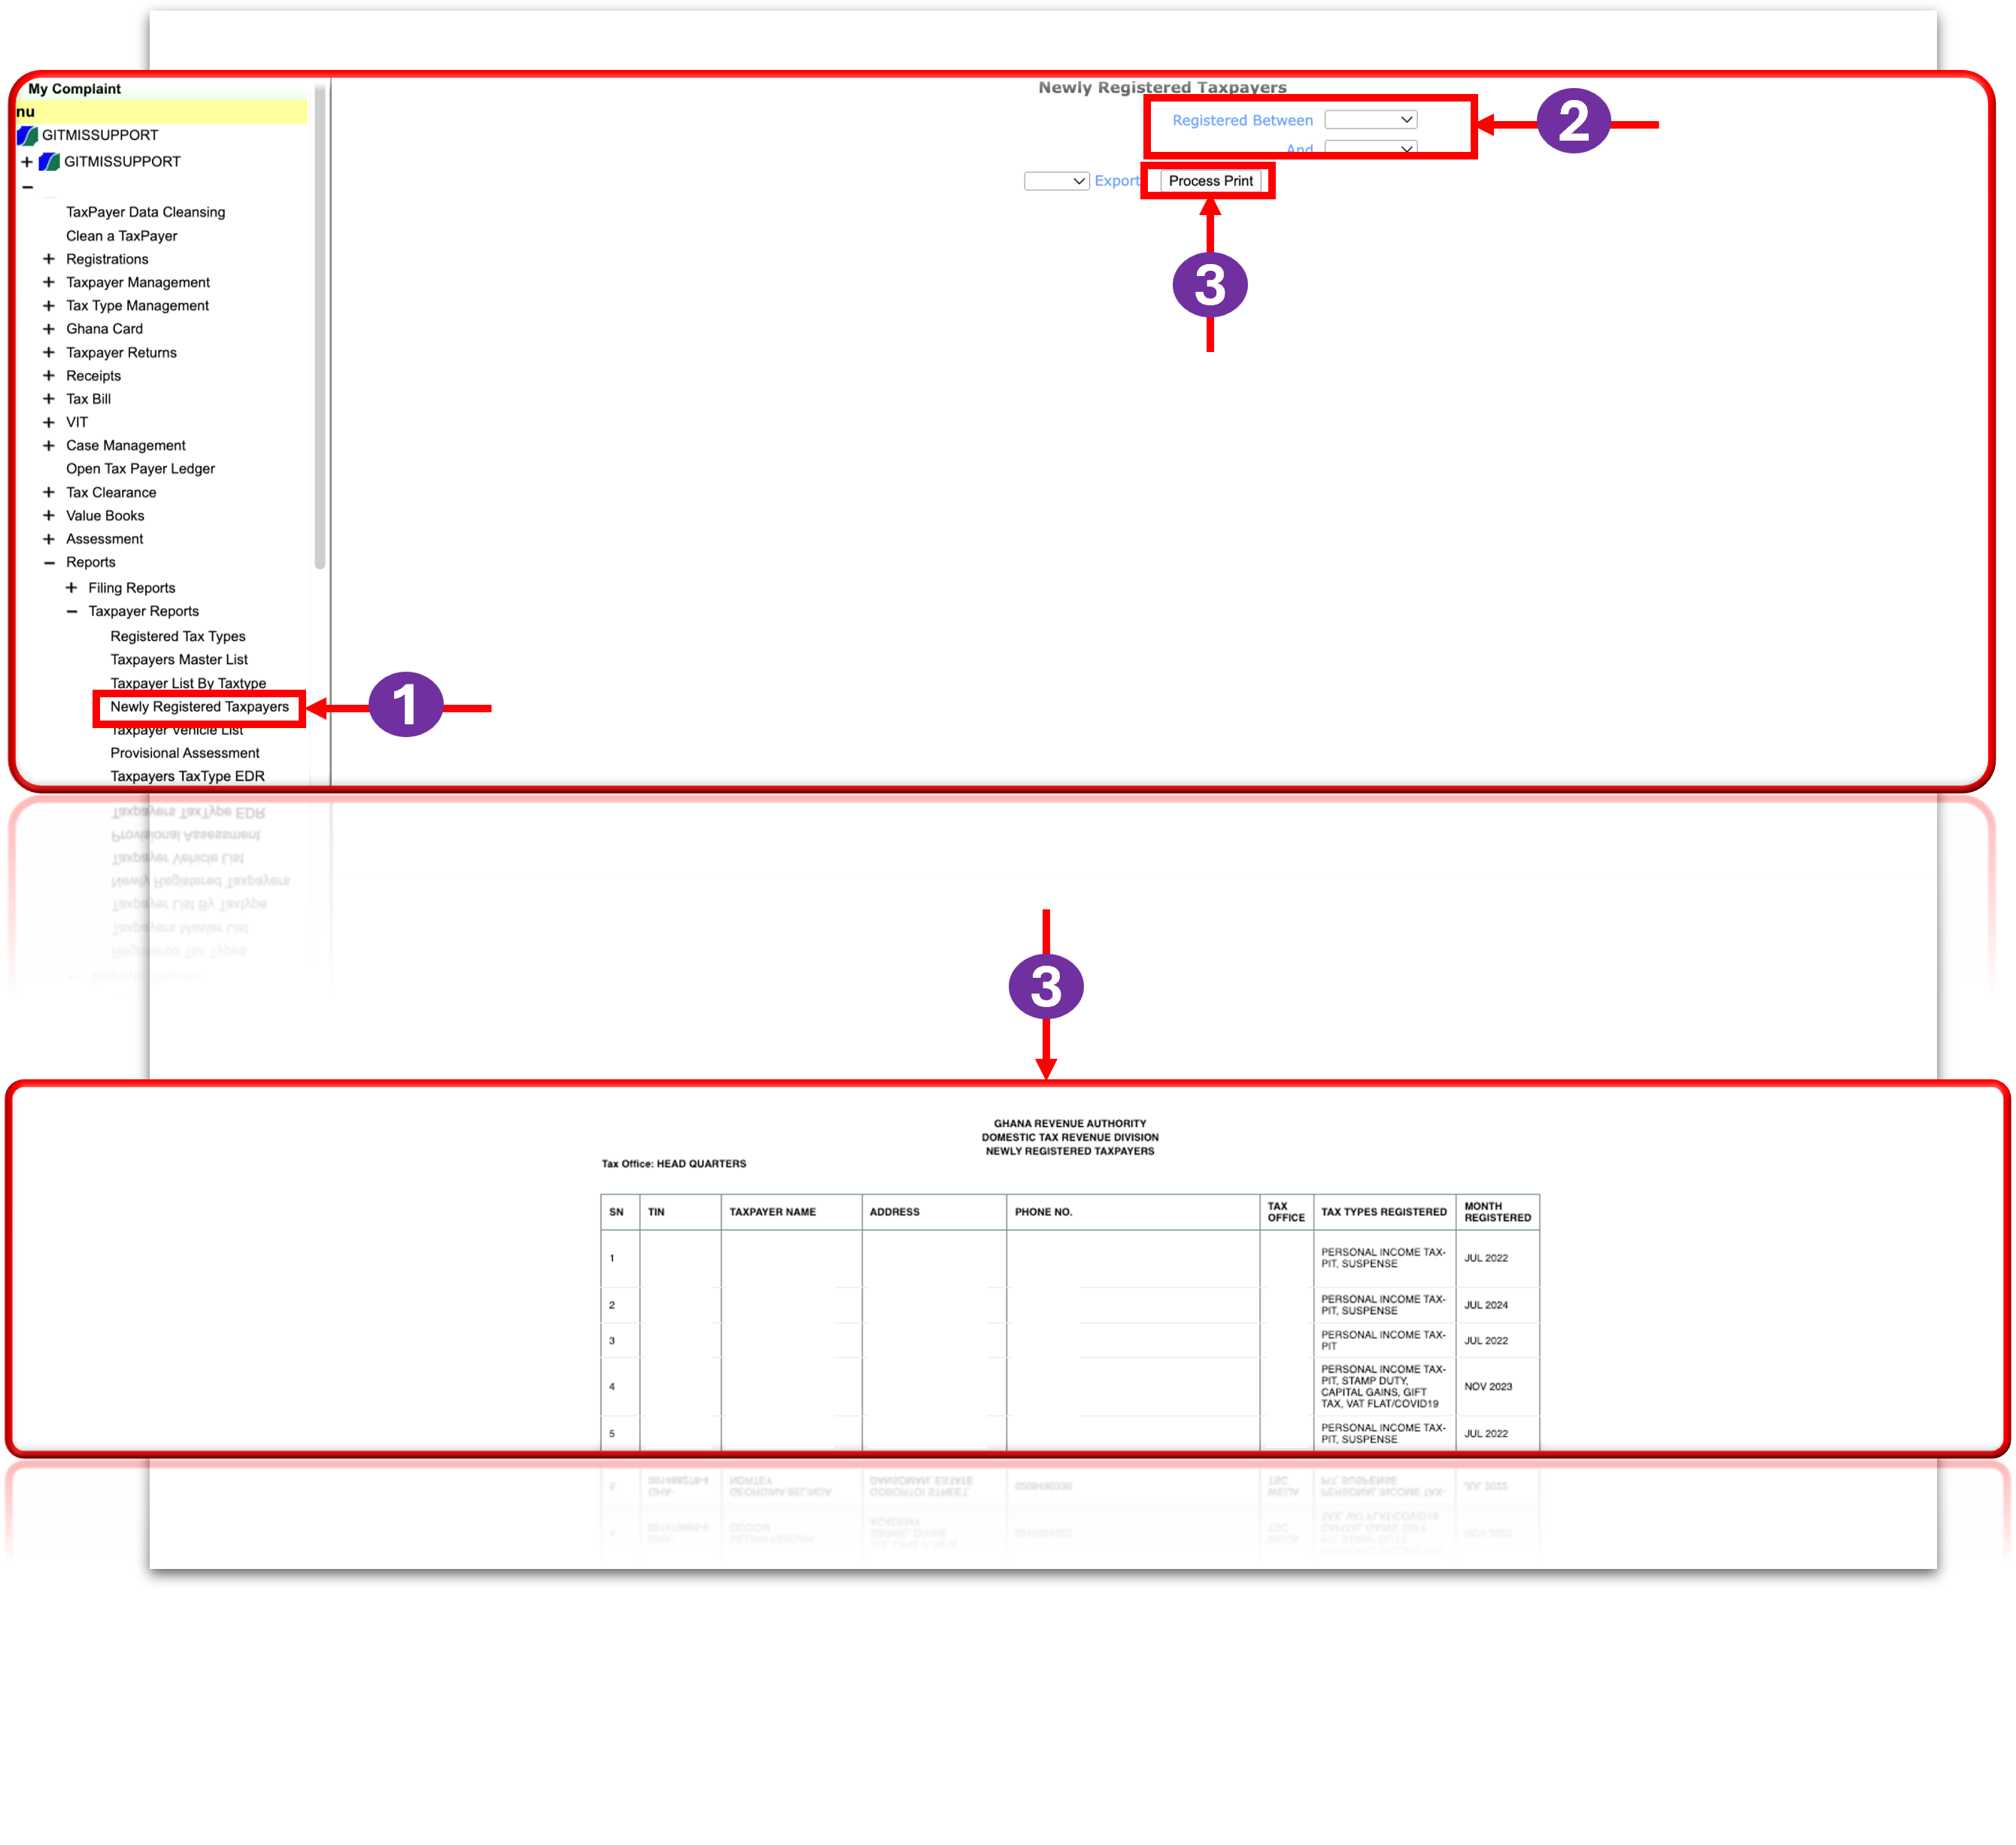 My Complaint
nu
GITMISSUPPORT
GITMISSUPPORT
TaxPayer Data Cleansing
Clean a TaxPayer
Registrations
Taxpayer Management
Tax Type Management
Ghana Card
Taxpayer Returns
Receipts
Tax Bill
VIT
Case Management
Open Tax Payer Ledger
Tax Clearance
Value Books
Assessment
Reports
Filing Reports
Taxpayer Reports
Registered Tax Types
Taxpayers Master List
Taxpayer List By Taxtype
Newly Registered Taxpayers
1
Taxpayer Vehicle List
Provisional Assessment
Taxpayers TaxType EDR
Newly Registered Taxpayers
Registered Between
2
And
Export Process Print
3
3
GHANA REVENUE AUTHORITY
DOMESTIC TAX REVENUE DIVISION
NEWLY REGISTERED TAXPAYERS
Tax Office: HEAD QUARTERS
SN TIN TAXPAYER NAME ADDRESS PHONE NO. TAX OFFICE TAX TYPES REGISTERED MONTH REGISTERED
1 PERSONAL INCOME TAX-
PIT, SUSPENSE JUL 2022
2 PERSONAL INCOME TAX-
PIT, SUSPENSE JUL 2024
3 PERSONAL INCOME TAX-
PIT JUL 2022
4 PERSONAL INCOME TAX-
PIT, STAMP DUTY,
CAPITAL GAINS, GIFT
TAX, VAT FLAT/COVID19 NOV 2023
5 PERSONAL INCOME TAX-
PIT, SUSPENSE JUL 2022